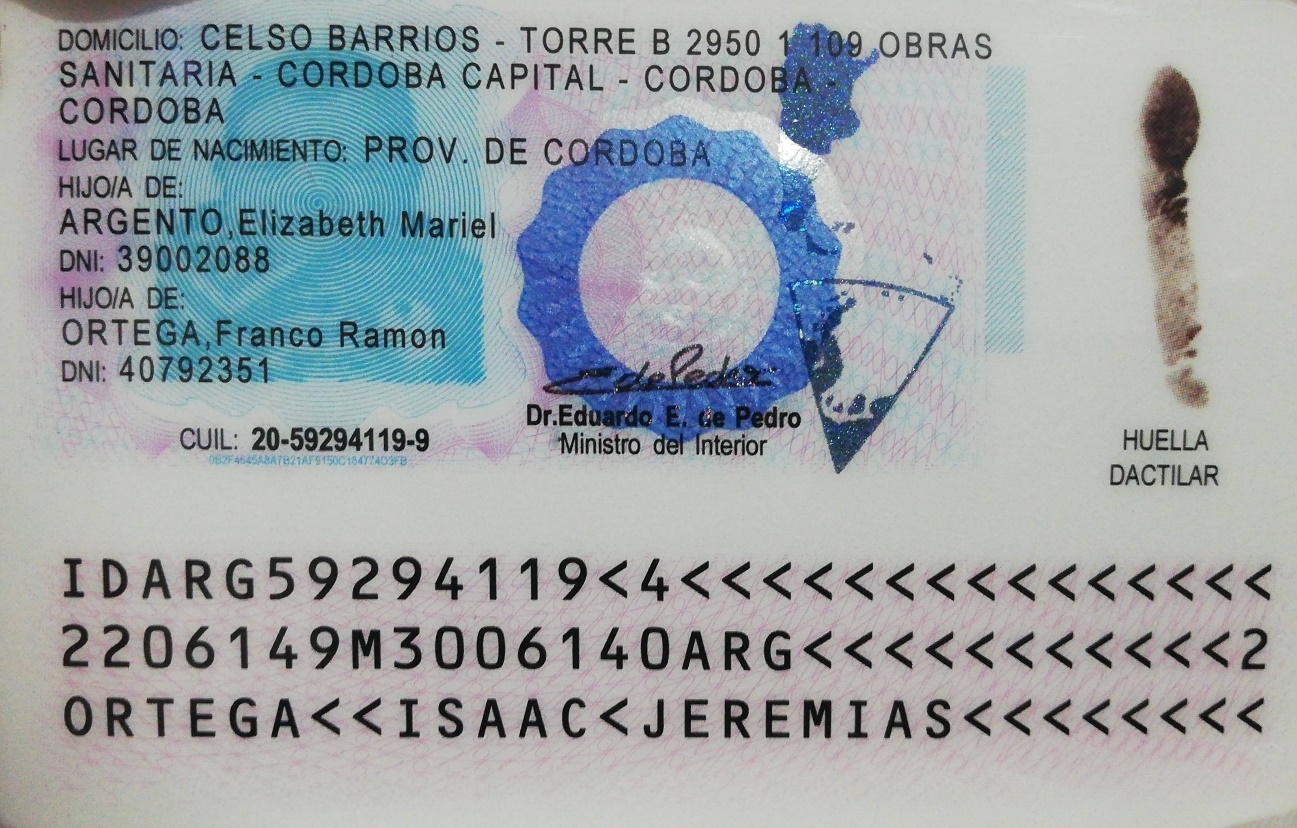 DOMICILIO: CELSO BARRIOS - TORRE B 2950 1 109 OBRAS
SANITARIA - CORDOBA CAPITAL - CORDOBA -
CORDOBA
LUGAR DE NACIMIENTO: PROV. DE CORDOBA
HIJO/A DE:
ARGENTO,Elizabeth Mariel
DNI: 39002088
HIJO/A DE:
ORTEGA,Franco Ramon
DNI: 40792351
E de Pedro
Dr.Eduardo E. de Pedro
Ministro del Interior
CUIL: 20-59294119-9
HUELLA
DACTILAR
IDARG59294119<4<<<<<<<<<<<<<<<
2206149M3006140ARG<<<<<<<<<<<2
ORTEGA<<ISAAC<JEREMIAS<<<<<<<<